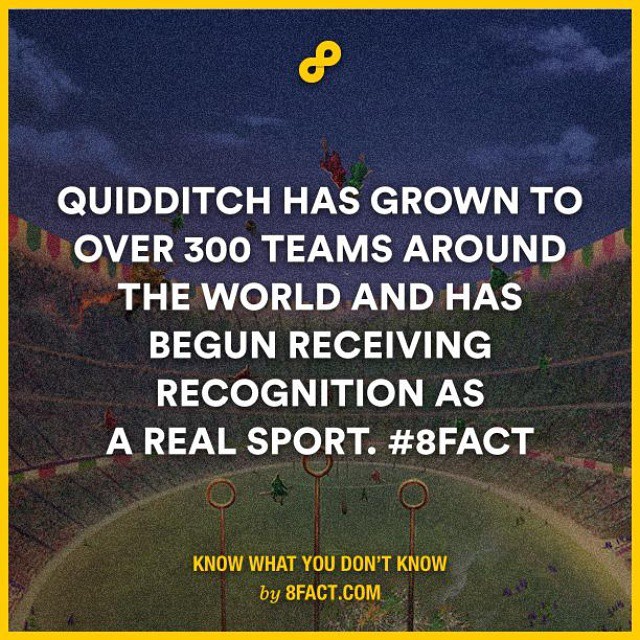 QUIDDITCH HAS GROWN TO
OVER 300 TEAMS AROUND
THE WORLD AND HAS
BEGUN RECEIVING
RECOGNITION AS
A REAL SPORT. #8FACT
KNOW WHAT YOU DON'T KNOW
by 8FACT.COM